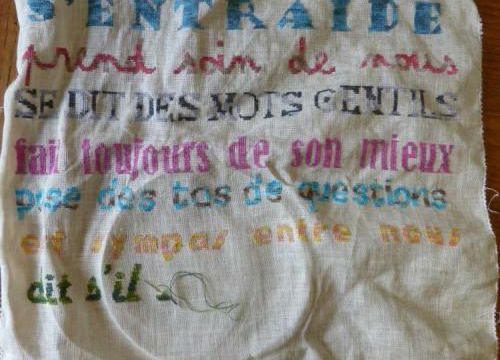 S'ENTRAIDE
prend soin de nous
SE DIT DES MOTS GENTILS
fait toujours de son mieux
pose des tas de questions
est sympas entre nous
dit s'il